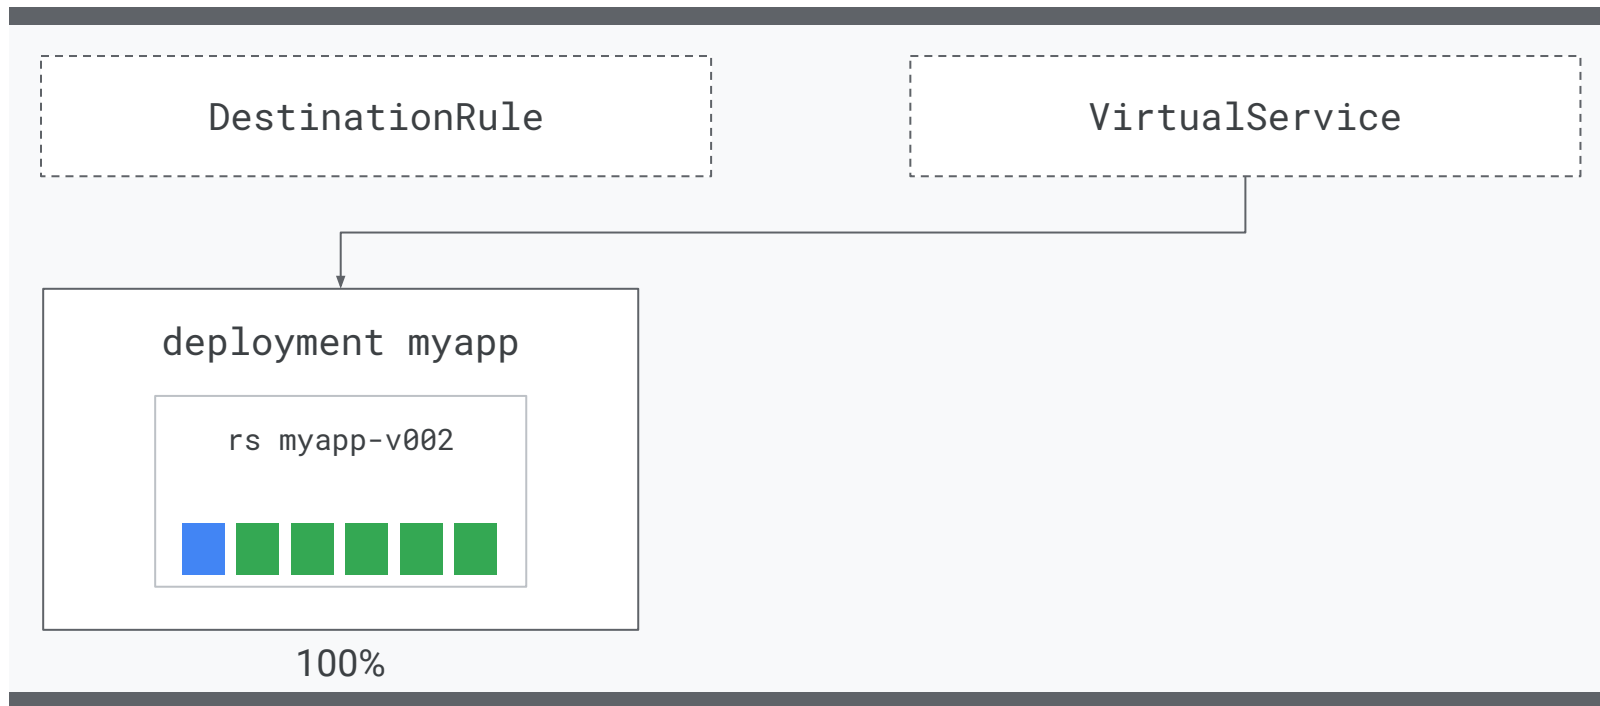 DestinationRule
VirtualService
deployment myapp
rs myapp-v002
100%